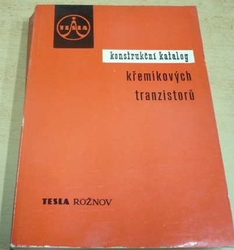 TESLA
konstrukční katalog
křemíkových
tranzistorů
TESLA ROŽNOV